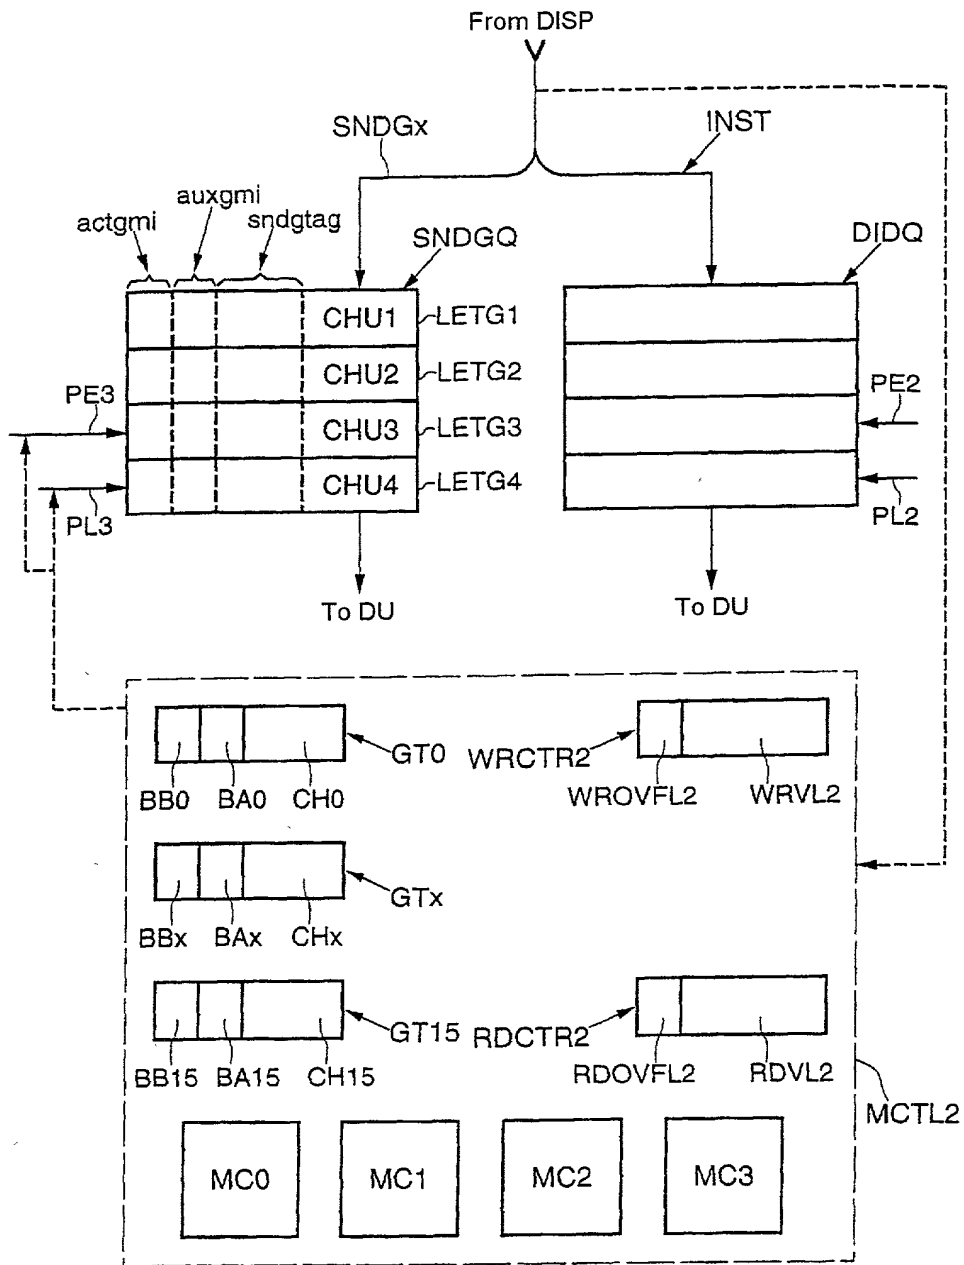 From DISP
SNDGx
INST
actgmi
auxgmi
sndgtag
SNDGQ
DIDQ
CHU1
LETG1
CHU2
LETG2
PE3
CHU3
LETG3
PE2
CHU4
LETG4
PL3
PL2
To DU
To DU
GT0
WRCTR2
BB0
BA0
CH0
WROVFL2
WRVL2
GTx
BBx
BAx
CHx
GT15
RDCTR2
BB15
BA15
CH15
RDOVFL2
RDVL2
MCTL2
MC0
MC1
MC2
MC3